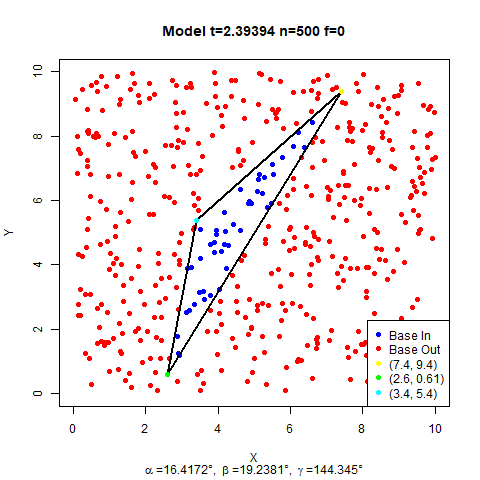 Model t=2.39394 n=500 f=0
10
8
6
4
2
0
Y
Base In
Base Out
(7.4, 9.4)
(2.6, 0.61)
(3.4, 5.4)
0 2 4 6 8 10
X
α=16.4172°, β=19.2381°, γ=144.345°